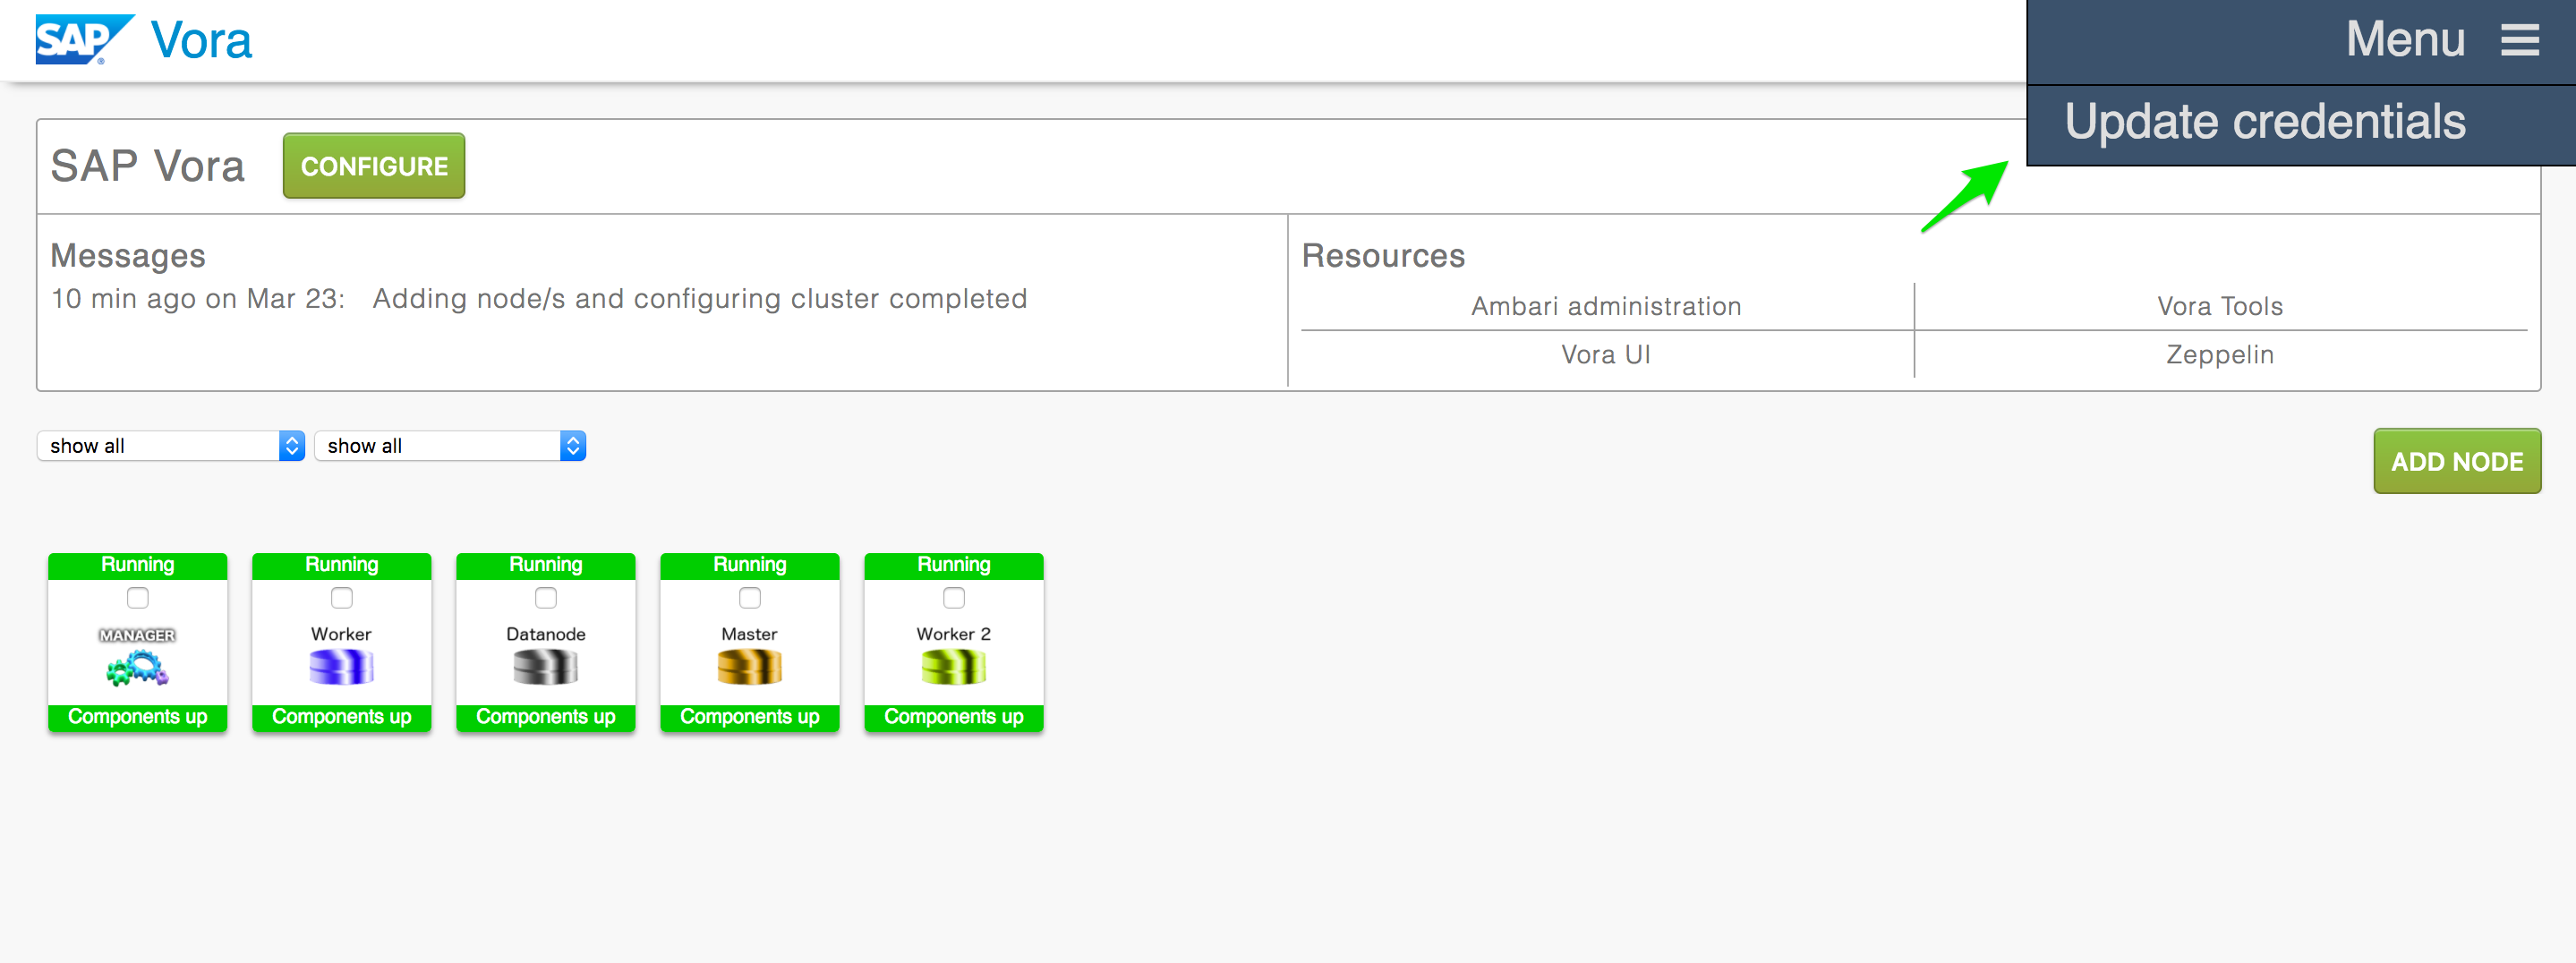 SAP ® Vora
Menu
Update credentials
SAP Vora
CONFIGURE
Messages
10 min ago on Mar 23: Adding node/s and configuring cluster completed
Resources
Ambari administration
Vora Tools
Vora UI
Zeppelin
show all
show all
ADD NODE
Running
MANAGER
Components up
Running
Worker
Components up
Running
Datanode
Components up
Running
Master
Components up
Running
Worker 2
Components up